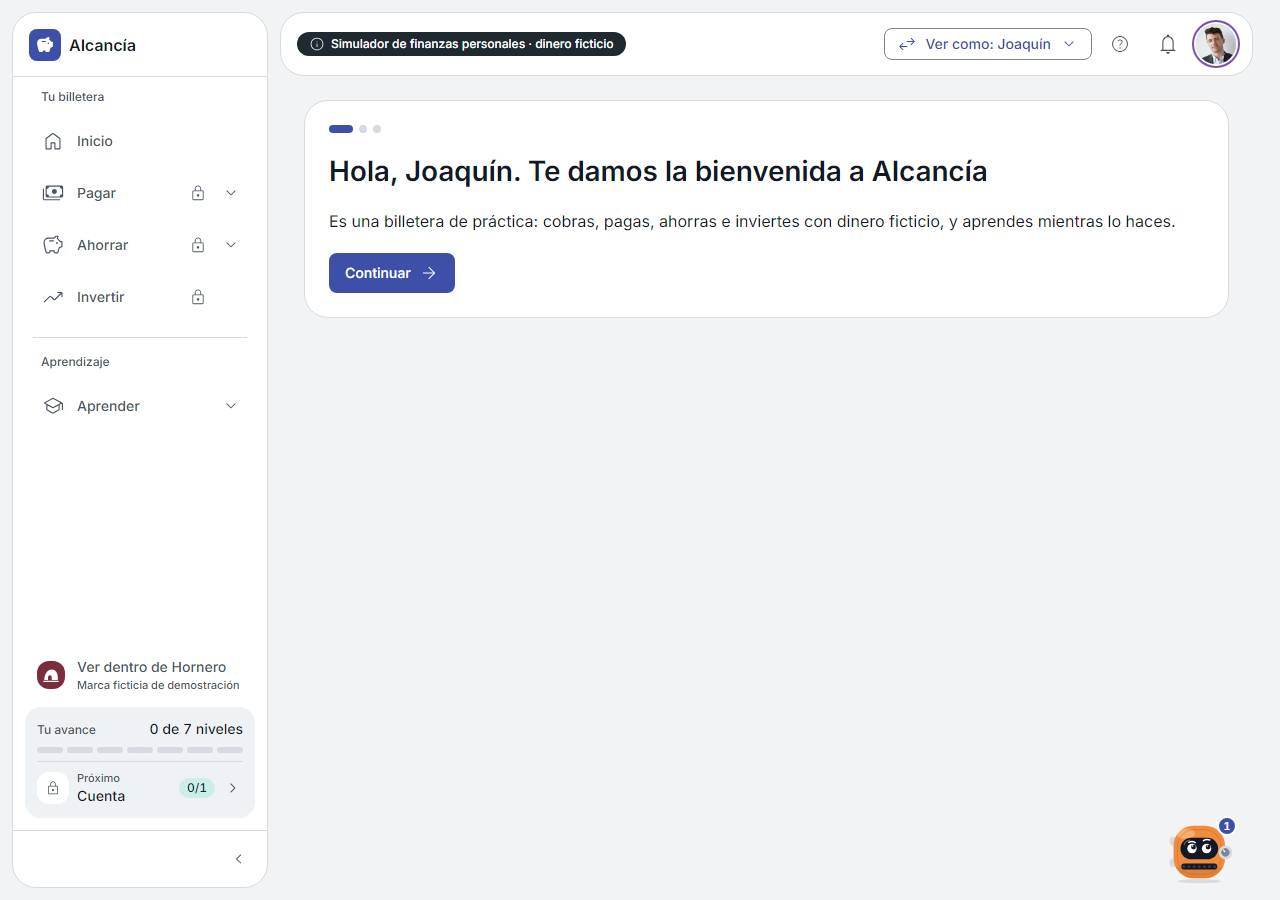 Alcancía
Simulador de finanzas personales · dinero ficticio
Ver como: Joaquín
Tu billetera
Inicio
Pagar
Ahorrar
Invertir
Aprendizaje
Aprender
Hola, Joaquín. Te damos la bienvenida a Alcancía
Es una billetera de práctica: cobras, pagas, ahorras e inviertes con dinero ficticio, y aprendes mientras lo haces.
Continuar
Ver dentro de Hornero
Marca ficticia de demostración
Tu avance 0 de 7 niveles
Próximo
Cuenta 0/1
1